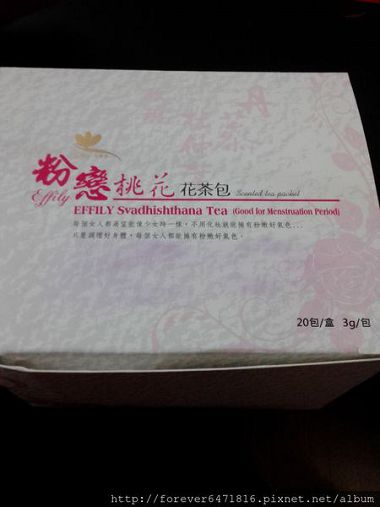 粉戀桃花 花茶包
Effily Scented tea packet
EFFILY Svadhishthana Tea (Good for Menstruation Period)
每個女人都渴望能像少女時一樣，不用化妝就能擁有粉嫩好氣色...
只要調理好身體，每個女人都能擁有粉嫩好氣色。
20包/盒 3g/包
http://forever6471816.pixnet.net/album